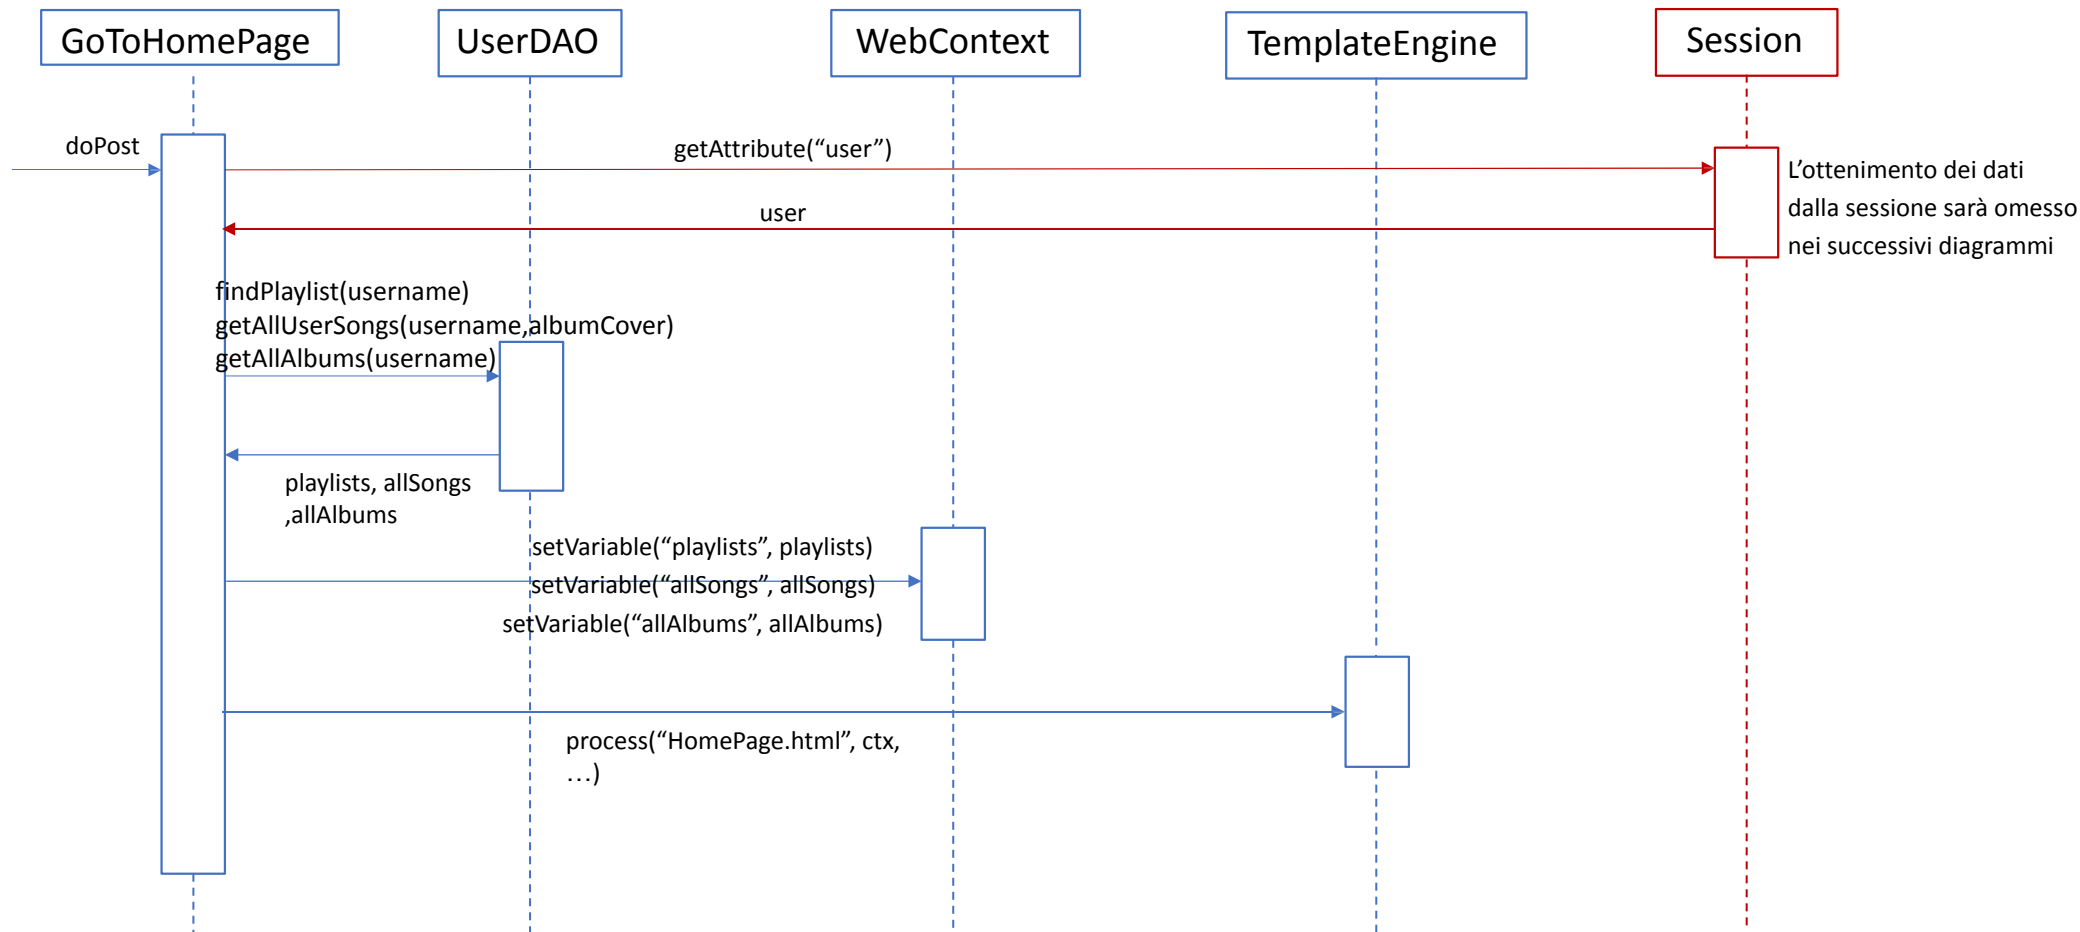 GoToHomePage
UserDAO
WebContext
TemplateEngine
Session
doPost
getAttribute(“user”)
L’ottenimento dei dati
dalla sessione sarà omesso
nei successivi diagrammi
user
findPlaylist(username)
getAllUserSongs(username,albumCover)
getAllAlbums(username)
playlists, allSongs
,allAlbums
setVariable(“playlists”, playlists)
setVariable(“allSongs”, allSongs)
setVariable(“allAlbums”, allAlbums)
process(“HomePage.html”, ctx,
…)